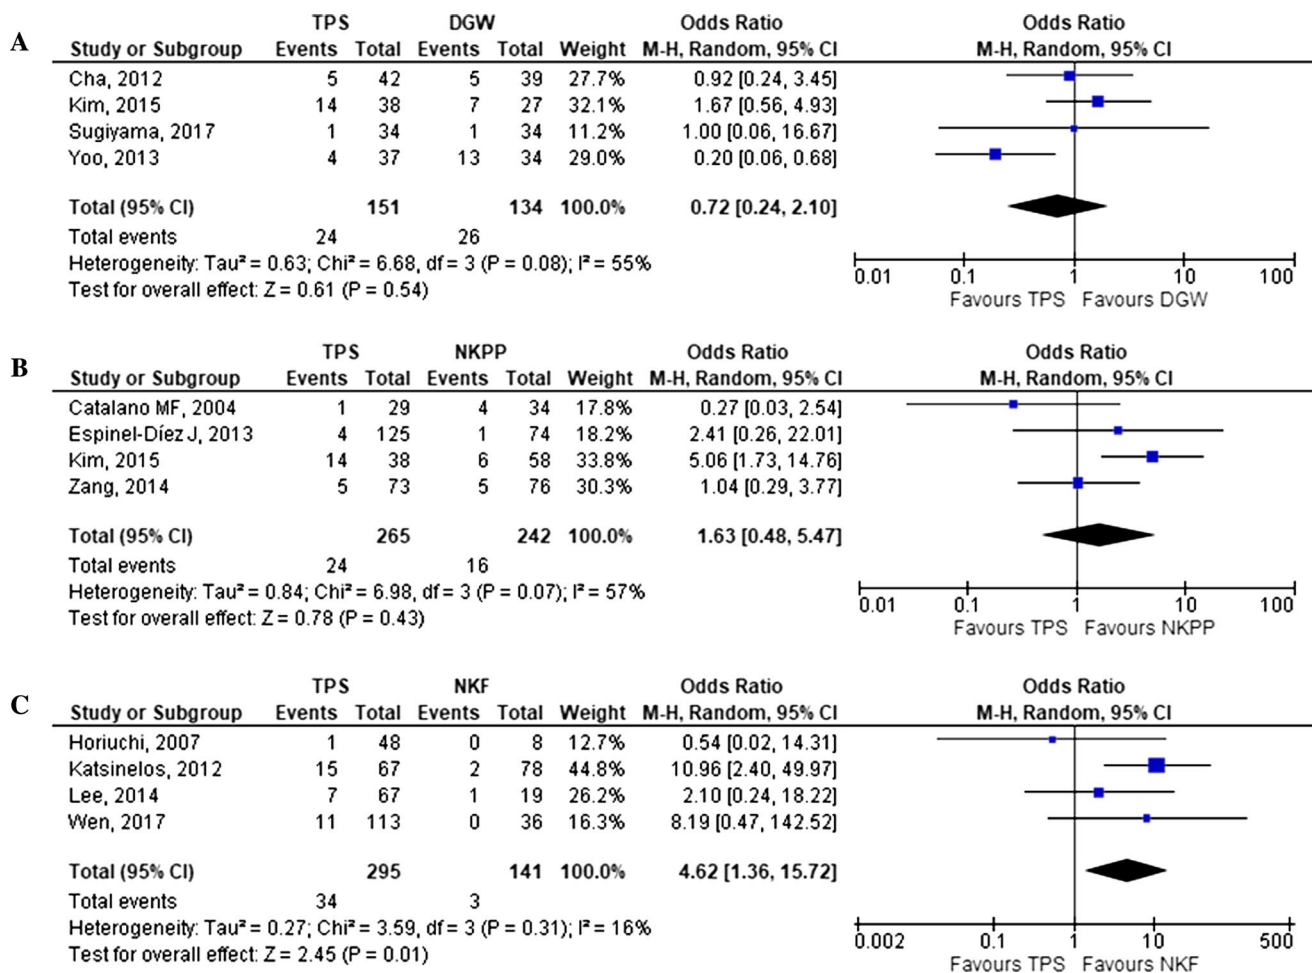 A
TPS DGW Odds Ratio Odds Ratio
Study or Subgroup Events Total Events Total Weight M-H, Random, 95% CI M-H, Random, 95% CI
Cha, 2012 5 42 5 39 27.7% 0.92 [0.24, 3.45]
Kim, 2015 14 38 7 27 32.1% 1.67 [0.56, 4.93]
Sugiyama, 2017 1 34 1 34 11.2% 1.00 [0.06, 16.67]
Yoo, 2013 4 37 13 34 29.0% 0.20 [0.06, 0.68]
Total (95% CI) 151 134 100.0% 0.72 [0.24, 2.10]
Total events 24 26
Heterogeneity: Tau² = 0.63; Chi² = 6.68, df = 3 (P = 0.08); I² = 55%
Test for overall effect: Z = 0.61 (P = 0.54)
0.01 0.1 1 10 100
Favours TPS Favours DGW
B
TPS NKPP Odds Ratio Odds Ratio
Study or Subgroup Events Total Events Total Weight M-H, Random, 95% CI M-H, Random, 95% CI
Catalano MF, 2004 1 29 4 34 17.8% 0.27 [0.03, 2.54]
Espinel-Díez J, 2013 4 125 1 74 18.2% 2.41 [0.26, 22.01]
Kim, 2015 14 38 6 58 33.8% 5.06 [1.73, 14.76]
Zang, 2014 5 73 5 76 30.3% 1.04 [0.29, 3.77]
Total (95% CI) 265 242 100.0% 1.63 [0.48, 5.47]
Total events 24 16
Heterogeneity: Tau² = 0.84; Chi² = 6.98, df = 3 (P = 0.07); I² = 57%
Test for overall effect: Z = 0.78 (P = 0.43)
0.01 0.1 1 10 100
Favours TPS Favours NKPP
C
TPS NKF Odds Ratio Odds Ratio
Study or Subgroup Events Total Events Total Weight M-H, Random, 95% CI M-H, Random, 95% CI
Horiuchi, 2007 1 48 0 8 12.7% 0.54 [0.02, 14.31]
Katsinelos, 2012 15 67 2 78 44.8% 10.96 [2.40, 49.97]
Lee, 2014 7 67 1 19 26.2% 2.10 [0.24, 18.22]
Wen, 2017 11 113 0 36 16.3% 8.19 [0.47, 142.52]
Total (95% CI) 295 141 100.0% 4.62 [1.36, 15.72]
Total events 34 3
Heterogeneity: Tau² = 0.27; Chi² = 3.59, df = 3 (P = 0.31); I² = 16%
Test for overall effect: Z = 2.45 (P = 0.01)
0.002 0.1 1 10 500
Favours TPS Favours NKF